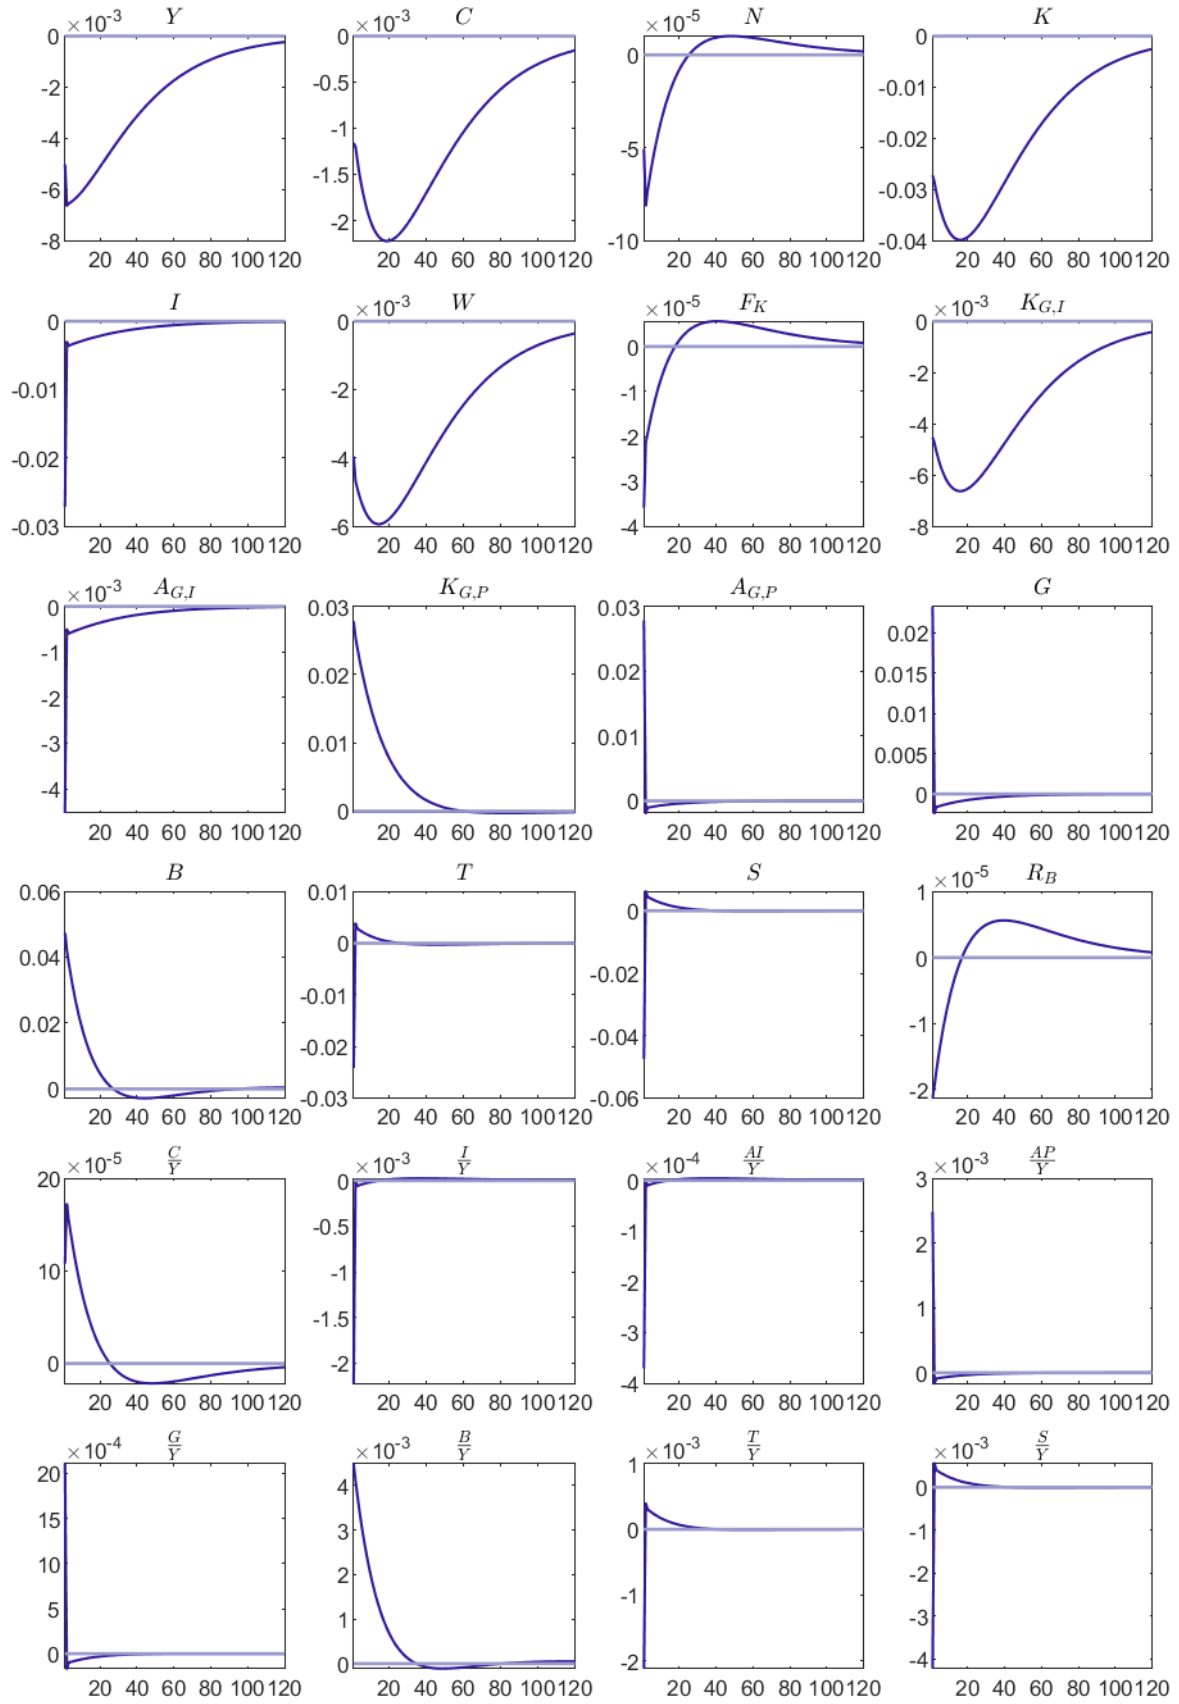 ×10⁻³ Y ×10⁻³ C ×10⁻⁵ N K
0 -2 -4 -6 -8
0 -0.5 -1 -1.5 -2
0 -5 -10
0 -0.01 -0.02 -0.03 -0.04
20 40 60 80 100 120 20 40 60 80 100 120 20 40 60 80 100 120 20 40 60 80 100 120
I ×10⁻³ W ×10⁻⁵ F_K ×10⁻³ K_{G,I}
0 -0.01 -0.02 -0.03
0 -2 -4 -6
0 -1 -2 -3 -4
0 -2 -4 -6 -8
20 40 60 80 100 120 20 40 60 80 100 120 20 40 60 80 100 120 20 40 60 80 100 120
×10⁻³ A_{G,I} K_{G,P} A_{G,P} G
0 -1 -2 -3 -4
0.03 0.02 0.01 0
0.03 0.02 0.01 0
0.02 0.015 0.01 0.005 0
20 40 60 80 100 120 20 40 60 80 100 120 20 40 60 80 100 120 20 40 60 80 100 120
B T S ×10⁻⁵ R_B
0.06 0.04 0.02 0
0.01 0 -0.01 -0.02 -0.03
0 -0.02 -0.04 -0.06
1 0 -1 -2
20 40 60 80 100 120 20 40 60 80 100 120 20 40 60 80 100 120 20 40 60 80 100 120
×10⁻⁵ C/Y ×10⁻³ I/Y ×10⁻⁴ AI/Y ×10⁻³ AP/Y
20 10 0
0 -0.5 -1 -1.5 -2
0 -1 -2 -3 -4
3 2 1 0
20 40 60 80 100 120 20 40 60 80 100 120 20 40 60 80 100 120 20 40 60 80 100 120
×10⁻⁴ G/Y ×10⁻³ B/Y ×10⁻³ T/Y ×10⁻³ S/Y
20 15 10 5 0
4 3 2 1 0
1 0 -1 -2
0 -1 -2 -3 -4
20 40 60 80 100 120 20 40 60 80 100 120 20 40 60 80 100 120 20 40 60 80 100 120